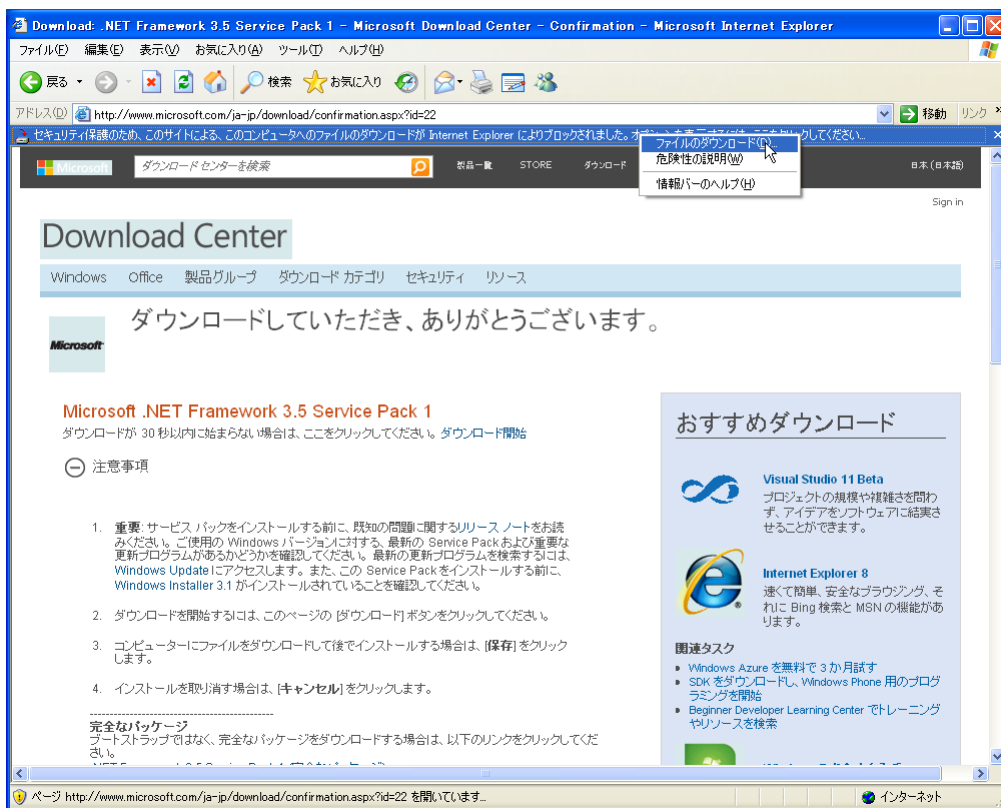 Download: .NET Framework 3.5 Service Pack 1 - Microsoft Download Center - Confirmation - Microsoft Internet Explorer
ファイル(F) 編集(E) 表示(V) お気に入り(A) ツール(T) ヘルプ(H)
戻る 検索 お気に入り
アドレス(D) http://www.microsoft.com/ja-jp/download/confirmation.aspx?id=22 移動 リンク
セキュリティ保護のため、このサイトによる、このコンピュータへのファイルのダウンロードが Internet Explorer によりブロックされました。
ください...
ファイルのダウンロード(D)...
危険性の説明(W)
情報バーのヘルプ(H)
Microsoft ダウンロード センターを検索 製品一覧 STORE ダウンロード 日本 (日本語)
Sign in
Download Center
Windows Office 製品グループ ダウンロード カテゴリ セキュリティ リソース
Microsoft
ダウンロードしていただき、ありがとうございます。
Microsoft .NET Framework 3.5 Service Pack 1
ダウンロードが 30 秒以内に始まらない場合は、ここをクリックしてください。ダウンロード開始
注意事項
1. 重要: サービス パックをインストールする前に、既知の問題に関するリリース ノートをお読
みください。ご使用の Windows バージョンに対する、最新の Service Pack および重要な
更新プログラムがあるかどうかを確認してください。最新の更新プログラムを検索するには、
Windows Update にアクセスします。また、この Service Pack をインストールする前に、
Windows Installer 3.1 がインストールされていることを確認してください。
2. ダウンロードを開始するには、このページの [ダウンロード] ボタンをクリックしてください。
3. コンピューターにファイルをダウンロードして後でインストールする場合は、[保存] をクリック
します。
4. インストールを取り消す場合は、[キャンセル] をクリックします。
--------------------------------------------
完全なパッケージ
ブートストラップではなく、完全なパッケージをダウンロードする場合は、以下のリンクをクリックしてくだ
さい。
おすすめダウンロード
Visual Studio 11 Beta
プロジェクトの規模や複雑さを問わ
ず、アイデアをソフトウェアに結実さ
せることができます。
Internet Explorer 8
速くて簡単、安全なブラウジング、そ
れに Bing 検索と MSN の機能があ
ります。
関連タスク
Windows Azure を無料で 3 か月試す
SDK をダウンロードし、Windows Phone 用のプログ
ラミングを開始
Beginner Developer Learning Center でトレーニング
やリソースを検索
ページ http://www.microsoft.com/ja-jp/download/confirmation.aspx?id=22 を開いています... インターネット